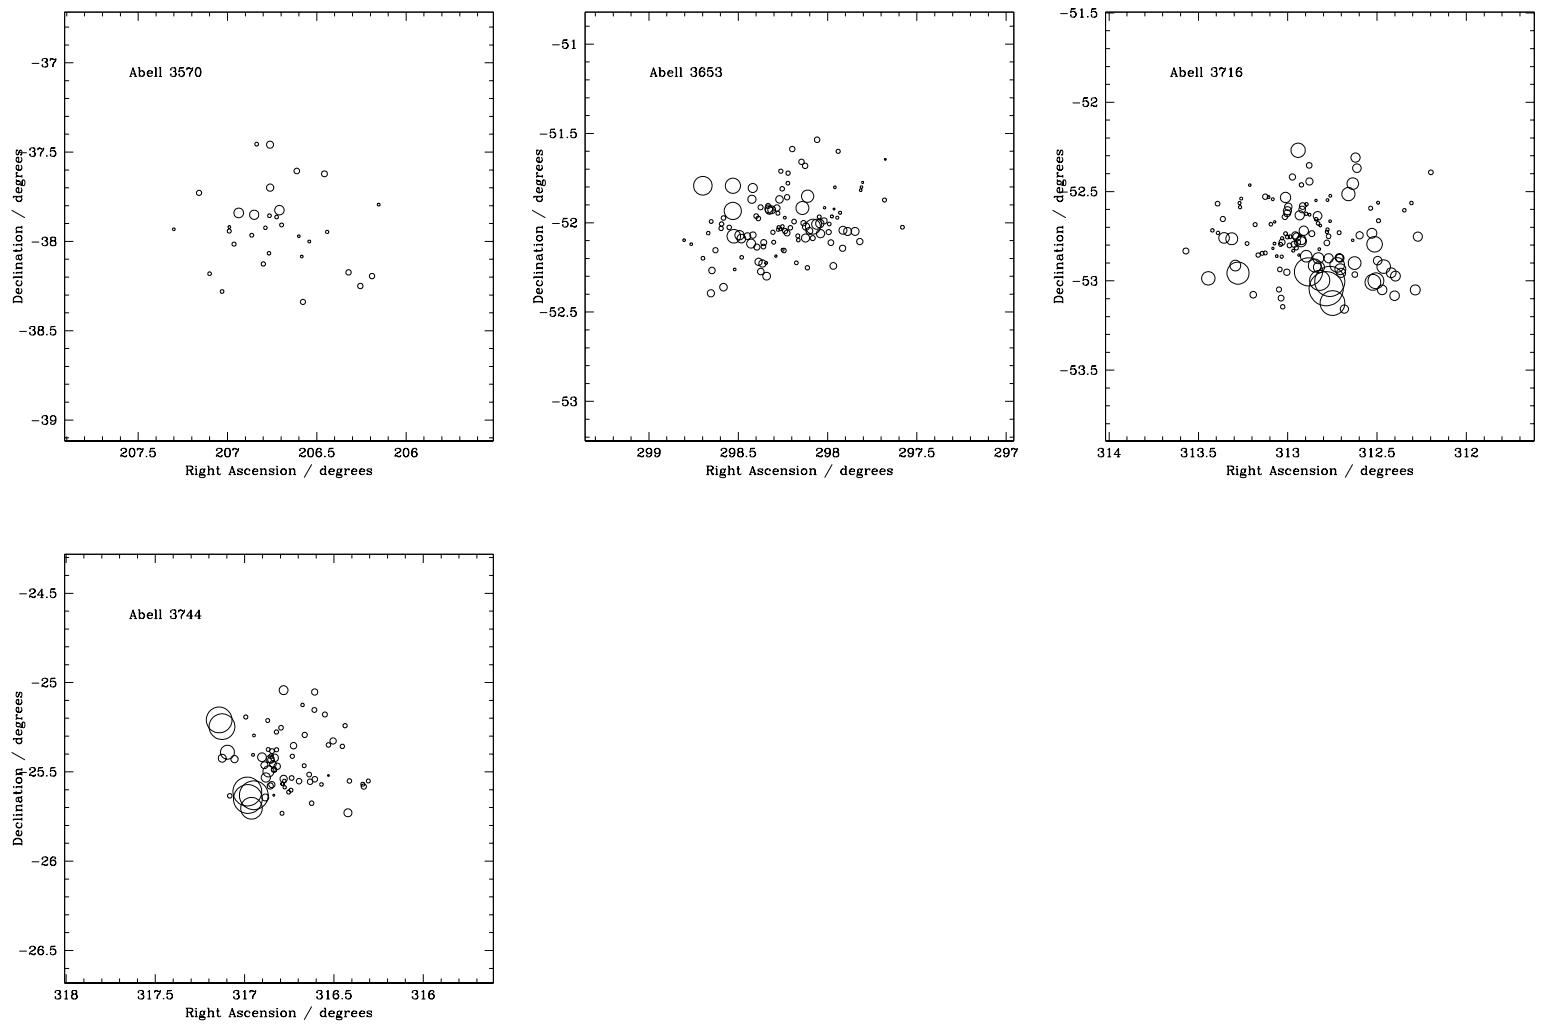 Abell 3570
Declination / degrees
-37
-37.5
-38
-38.5
-39
207.5 207 206.5 206
Right Ascension / degrees
Abell 3653
Declination / degrees
-51
-51.5
-52
-52.5
-53
299 298.5 298 297.5 297
Right Ascension / degrees
Abell 3716
Declination / degrees
-51.5
-52
-52.5
-53
-53.5
314 313.5 313 312.5 312
Right Ascension / degrees
Abell 3744
Declination / degrees
-24.5
-25
-25.5
-26
-26.5
318 317.5 317 316.5 316
Right Ascension / degrees